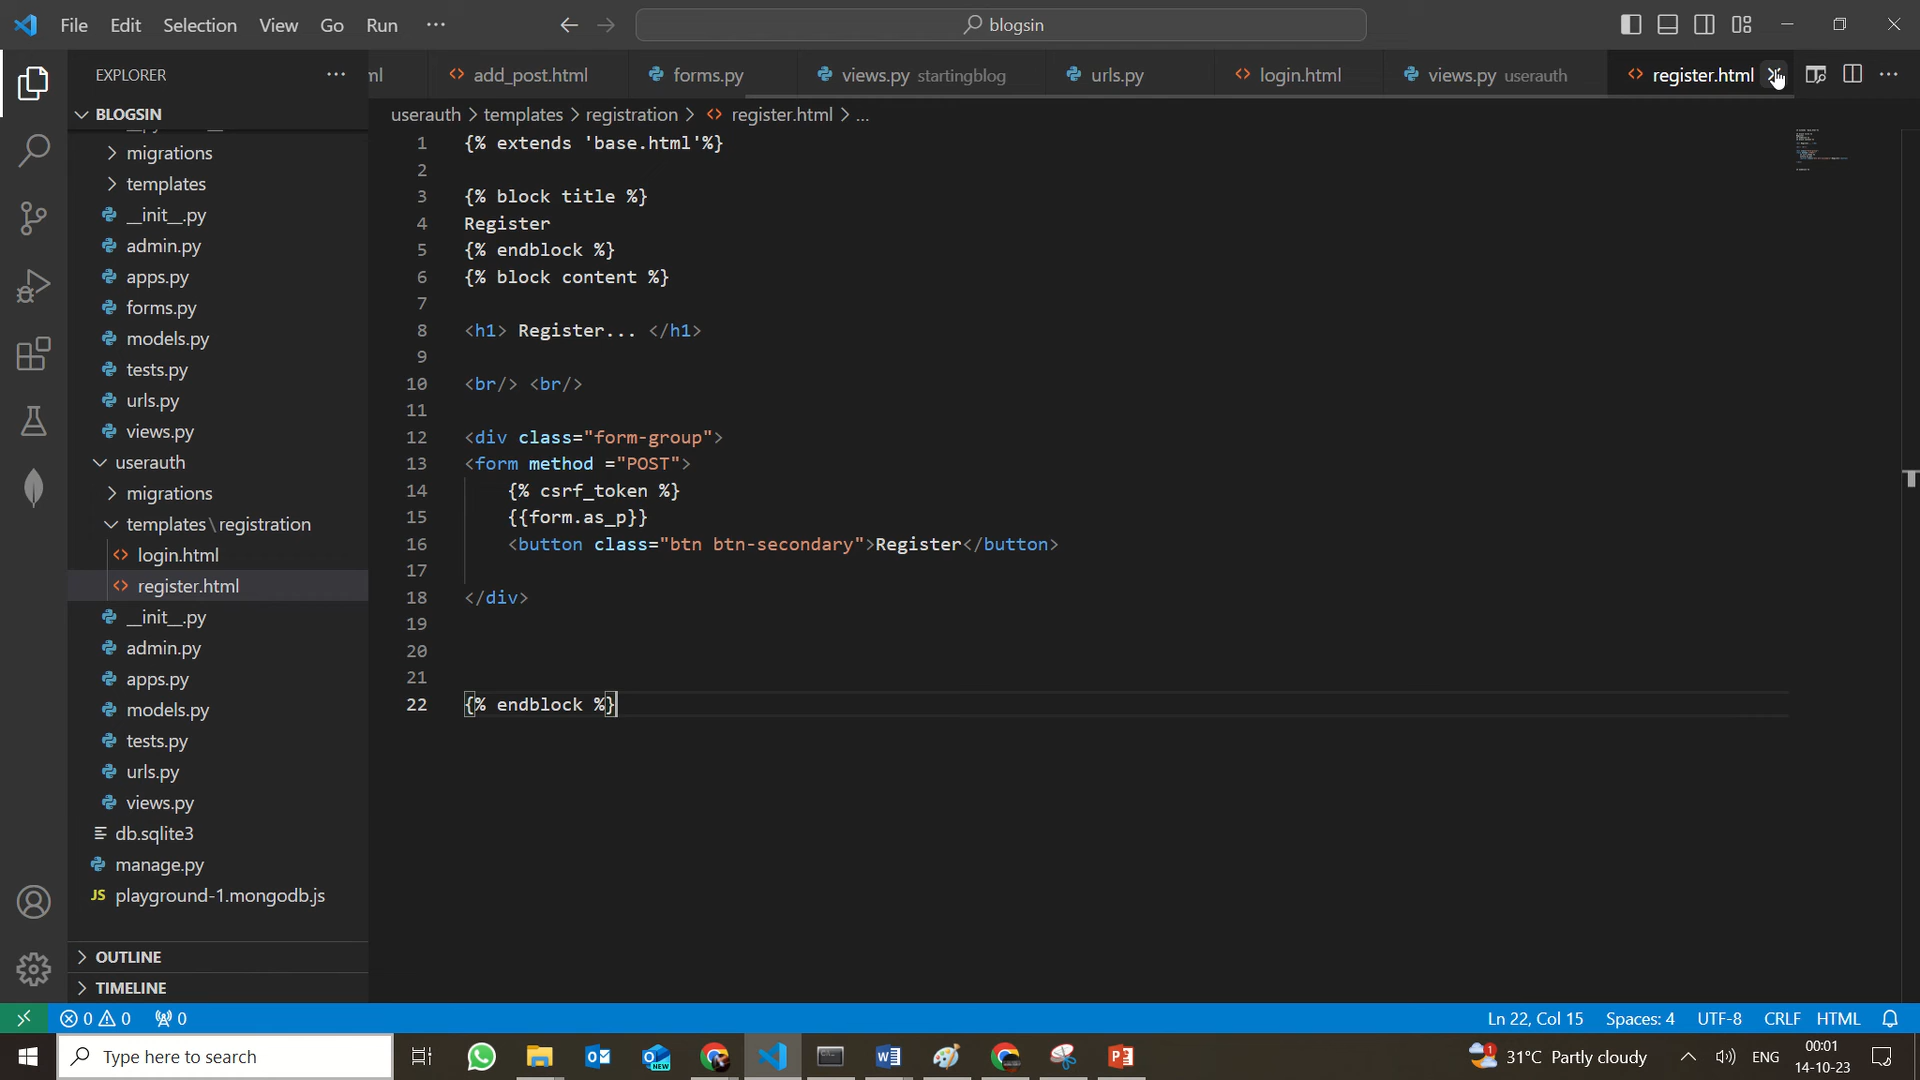 File Edit Selection View Go Run ··· blogsin
EXPLORER ···
ml add_post.html forms.py views.py startingblog urls.py login.html views.py userauth register.html
BLOGSIN
userauth > templates > registration > register.html > ...
migrations
templates
__init__.py
admin.py
apps.py
forms.py
models.py
tests.py
urls.py
views.py
userauth
migrations
templates\registration
login.html
register.html
__init__.py
admin.py
apps.py
models.py
tests.py
urls.py
views.py
db.sqlite3
manage.py
JS playground-1.mongodb.js
OUTLINE
TIMELINE
1 {% extends 'base.html'%}
2
3 {% block title %}
4 Register
5 {% endblock %}
6 {% block content %}
7
8 <h1> Register... </h1>
9
10 <br/> <br/>
11
12 <div class="form-group">
13 <form method ="POST">
14 {% csrf_token %}
15 {{form.as_p}}
16 <button class="btn btn-secondary">Register</button>
17
18 </div>
19
20
21
22 {% endblock %}
0 0 0 Ln 22, Col 15 Spaces: 4 UTF-8 CRLF HTML
Type here to search 31°C Partly cloudy ENG 00:01
14-10-23